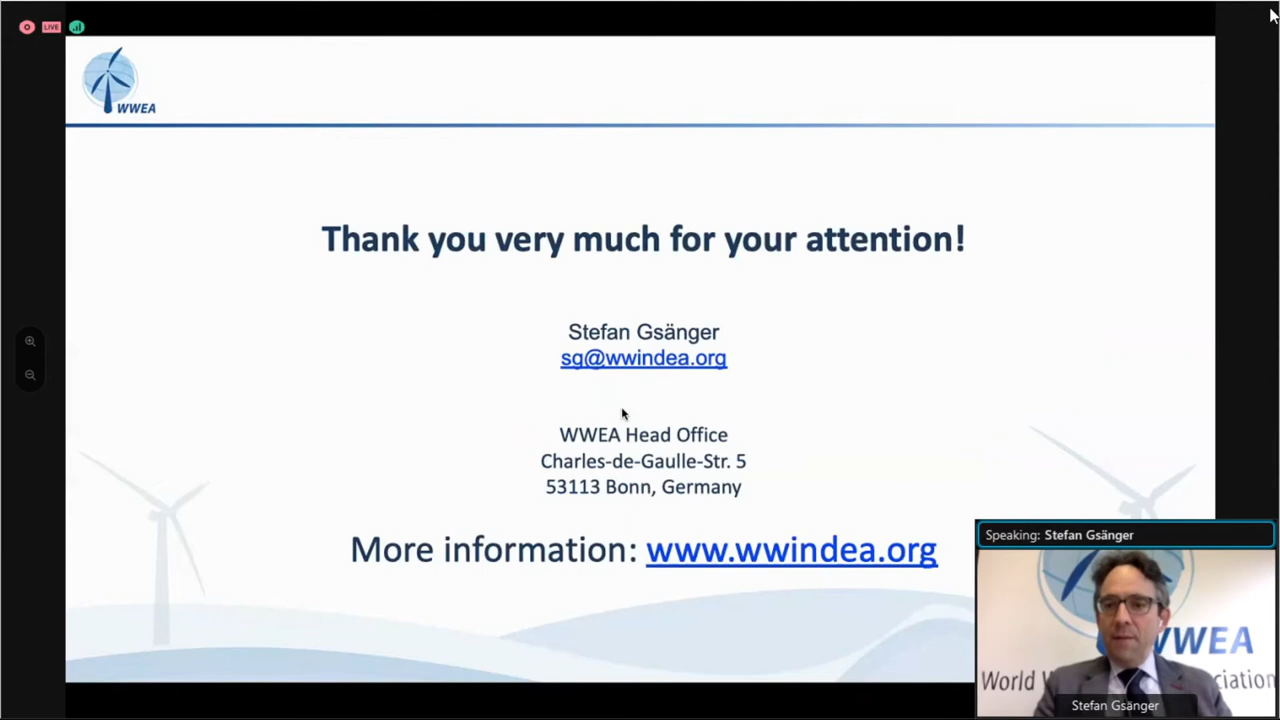 LIVE
WWEA
Thank you very much for your attention!
Stefan Gsänger
sg@wwindea.org
WWEA Head Office
Charles-de-Gaulle-Str. 5
53113 Bonn, Germany
More information: www.wwindea.org
Speaking: Stefan Gsänger
WWEA
World
Stefan Gsänger